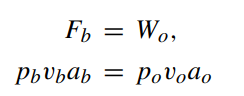 F_b = W_o,
p_b v_b a_b = p_o v_o a_o